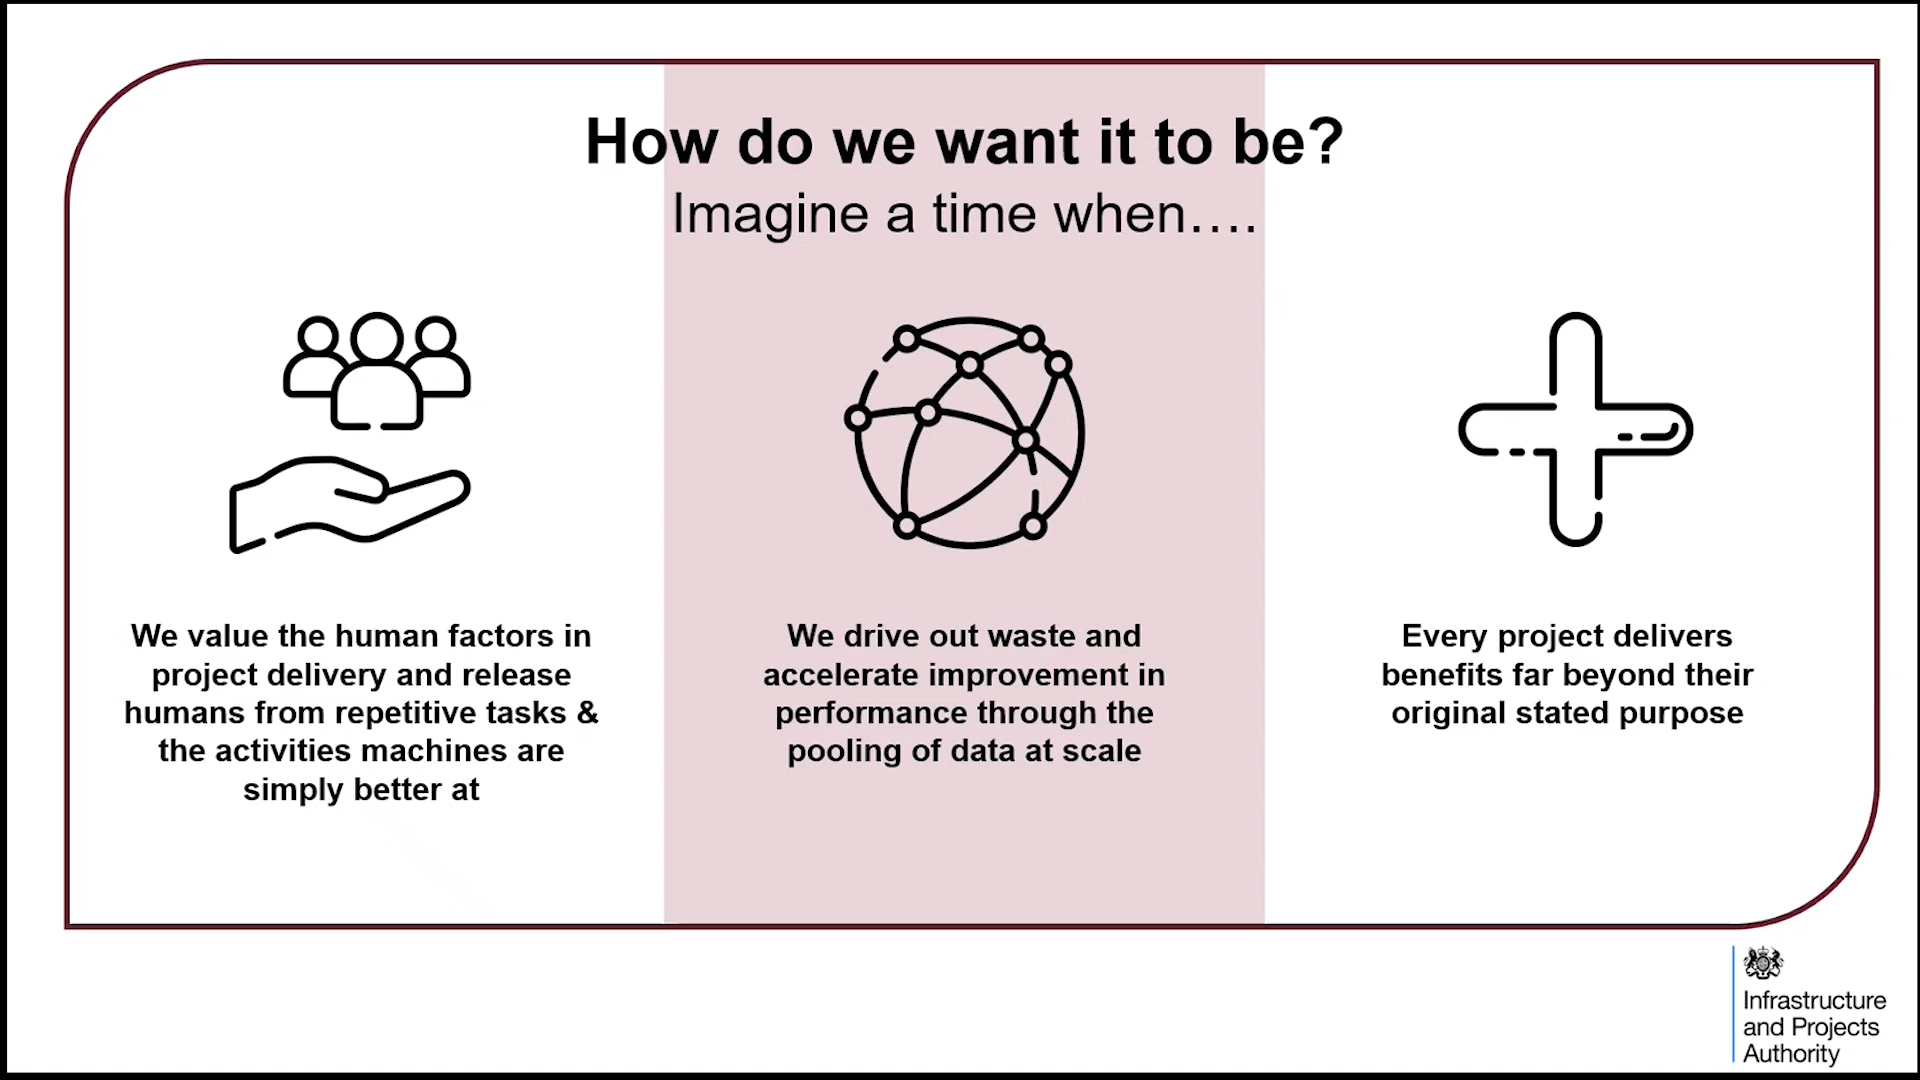 How do we want it to be?
Imagine a time when....
We value the human factors in
project delivery and release
humans from repetitive tasks &
the activities machines are
simply better at
We drive out waste and
accelerate improvement in
performance through the
pooling of data at scale
Every project delivers
benefits far beyond their
original stated purpose
Infrastructure
and Projects
Authority